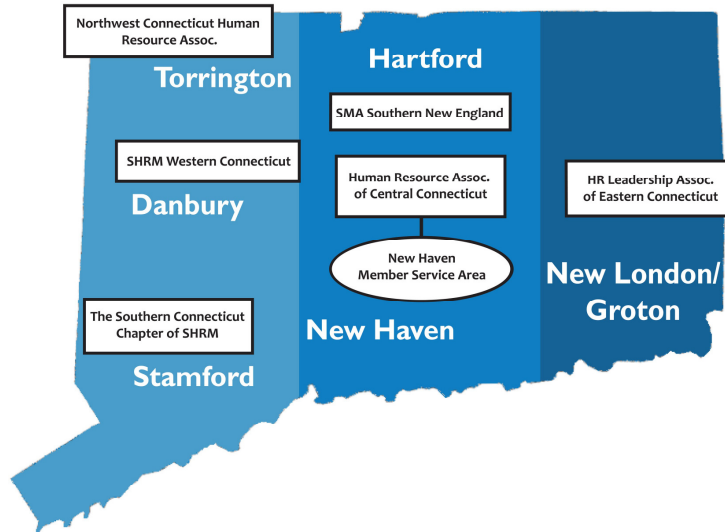 Northwest Connecticut Human
Resource Assoc.
Torrington
Hartford
SMA Southern New England
SHRM Western Connecticut
Danbury
Human Resource Assoc.
of Central Connecticut
HR Leadership Assoc.
of Eastern Connecticut
New Haven
Member Service Area
New London/
Groton
The Southern Connecticut
Chapter of SHRM
New Haven
Stamford